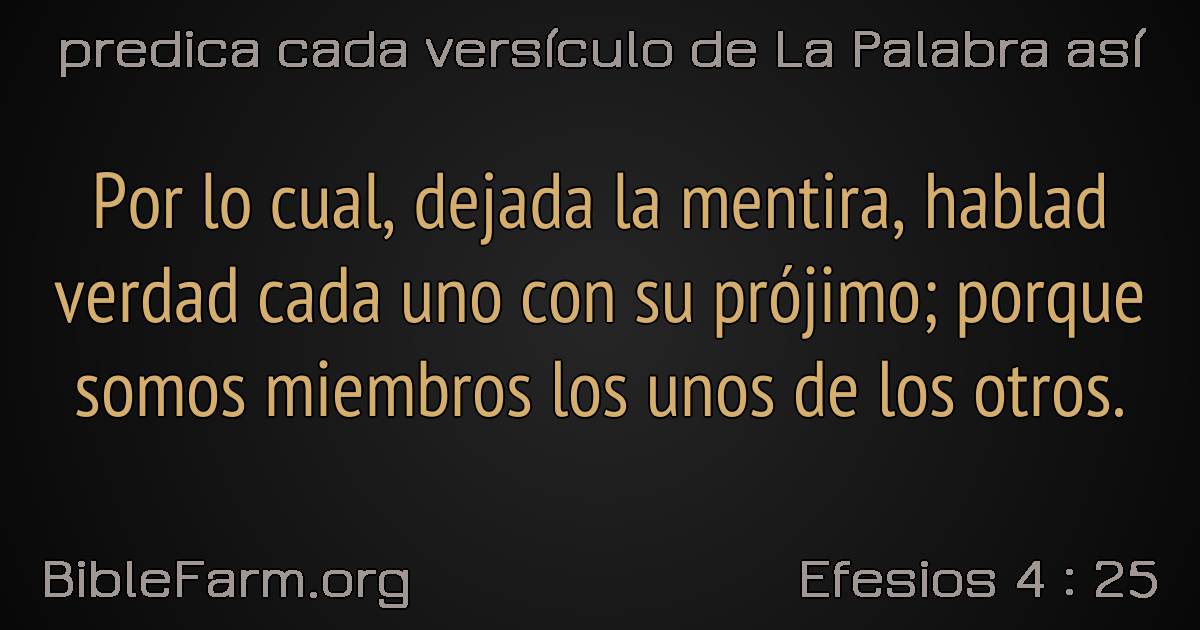 predica cada versículo de La Palabra así
Por lo cual, dejada la mentira, hablad
verdad cada uno con su prójimo; porque
somos miembros los unos de los otros.
BibleFarm.org
Efesios 4 : 25